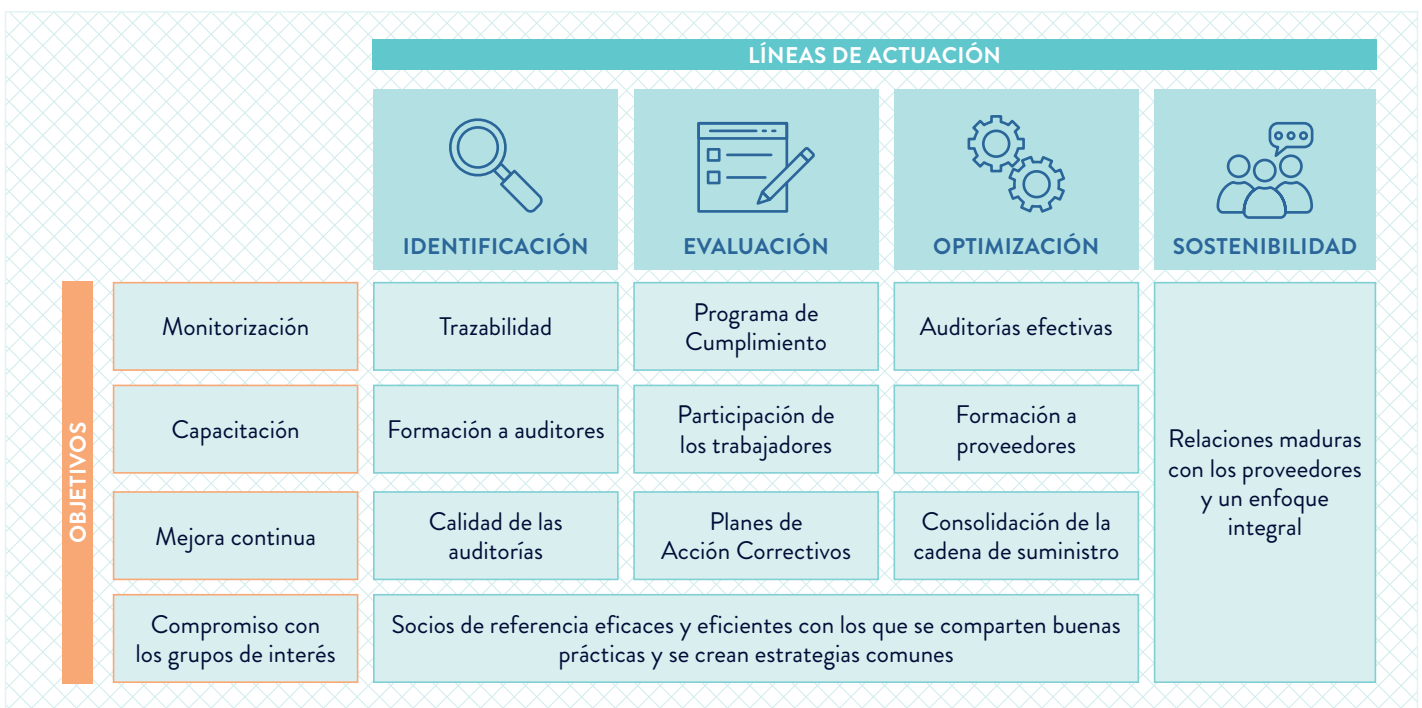 LÍNEAS DE ACTUACIÓN
IDENTIFICACIÓN
EVALUACIÓN
OPTIMIZACIÓN
SOSTENIBILIDAD
OBJETIVOS
Monitorización
Trazabilidad
Programa de
Cumplimiento
Auditorías efectivas
Capacitación
Formación a auditores
Participación de
los trabajadores
Formación a
proveedores
Mejora continua
Calidad de las
auditorías
Planes de
Acción Correctivos
Consolidación de la
cadena de suministro
Compromiso con
los grupos de interés
Socios de referencia eficaces y eficientes con los que se comparten buenas
prácticas y se crean estrategias comunes
Relaciones maduras
con los proveedores
y un enfoque
integral